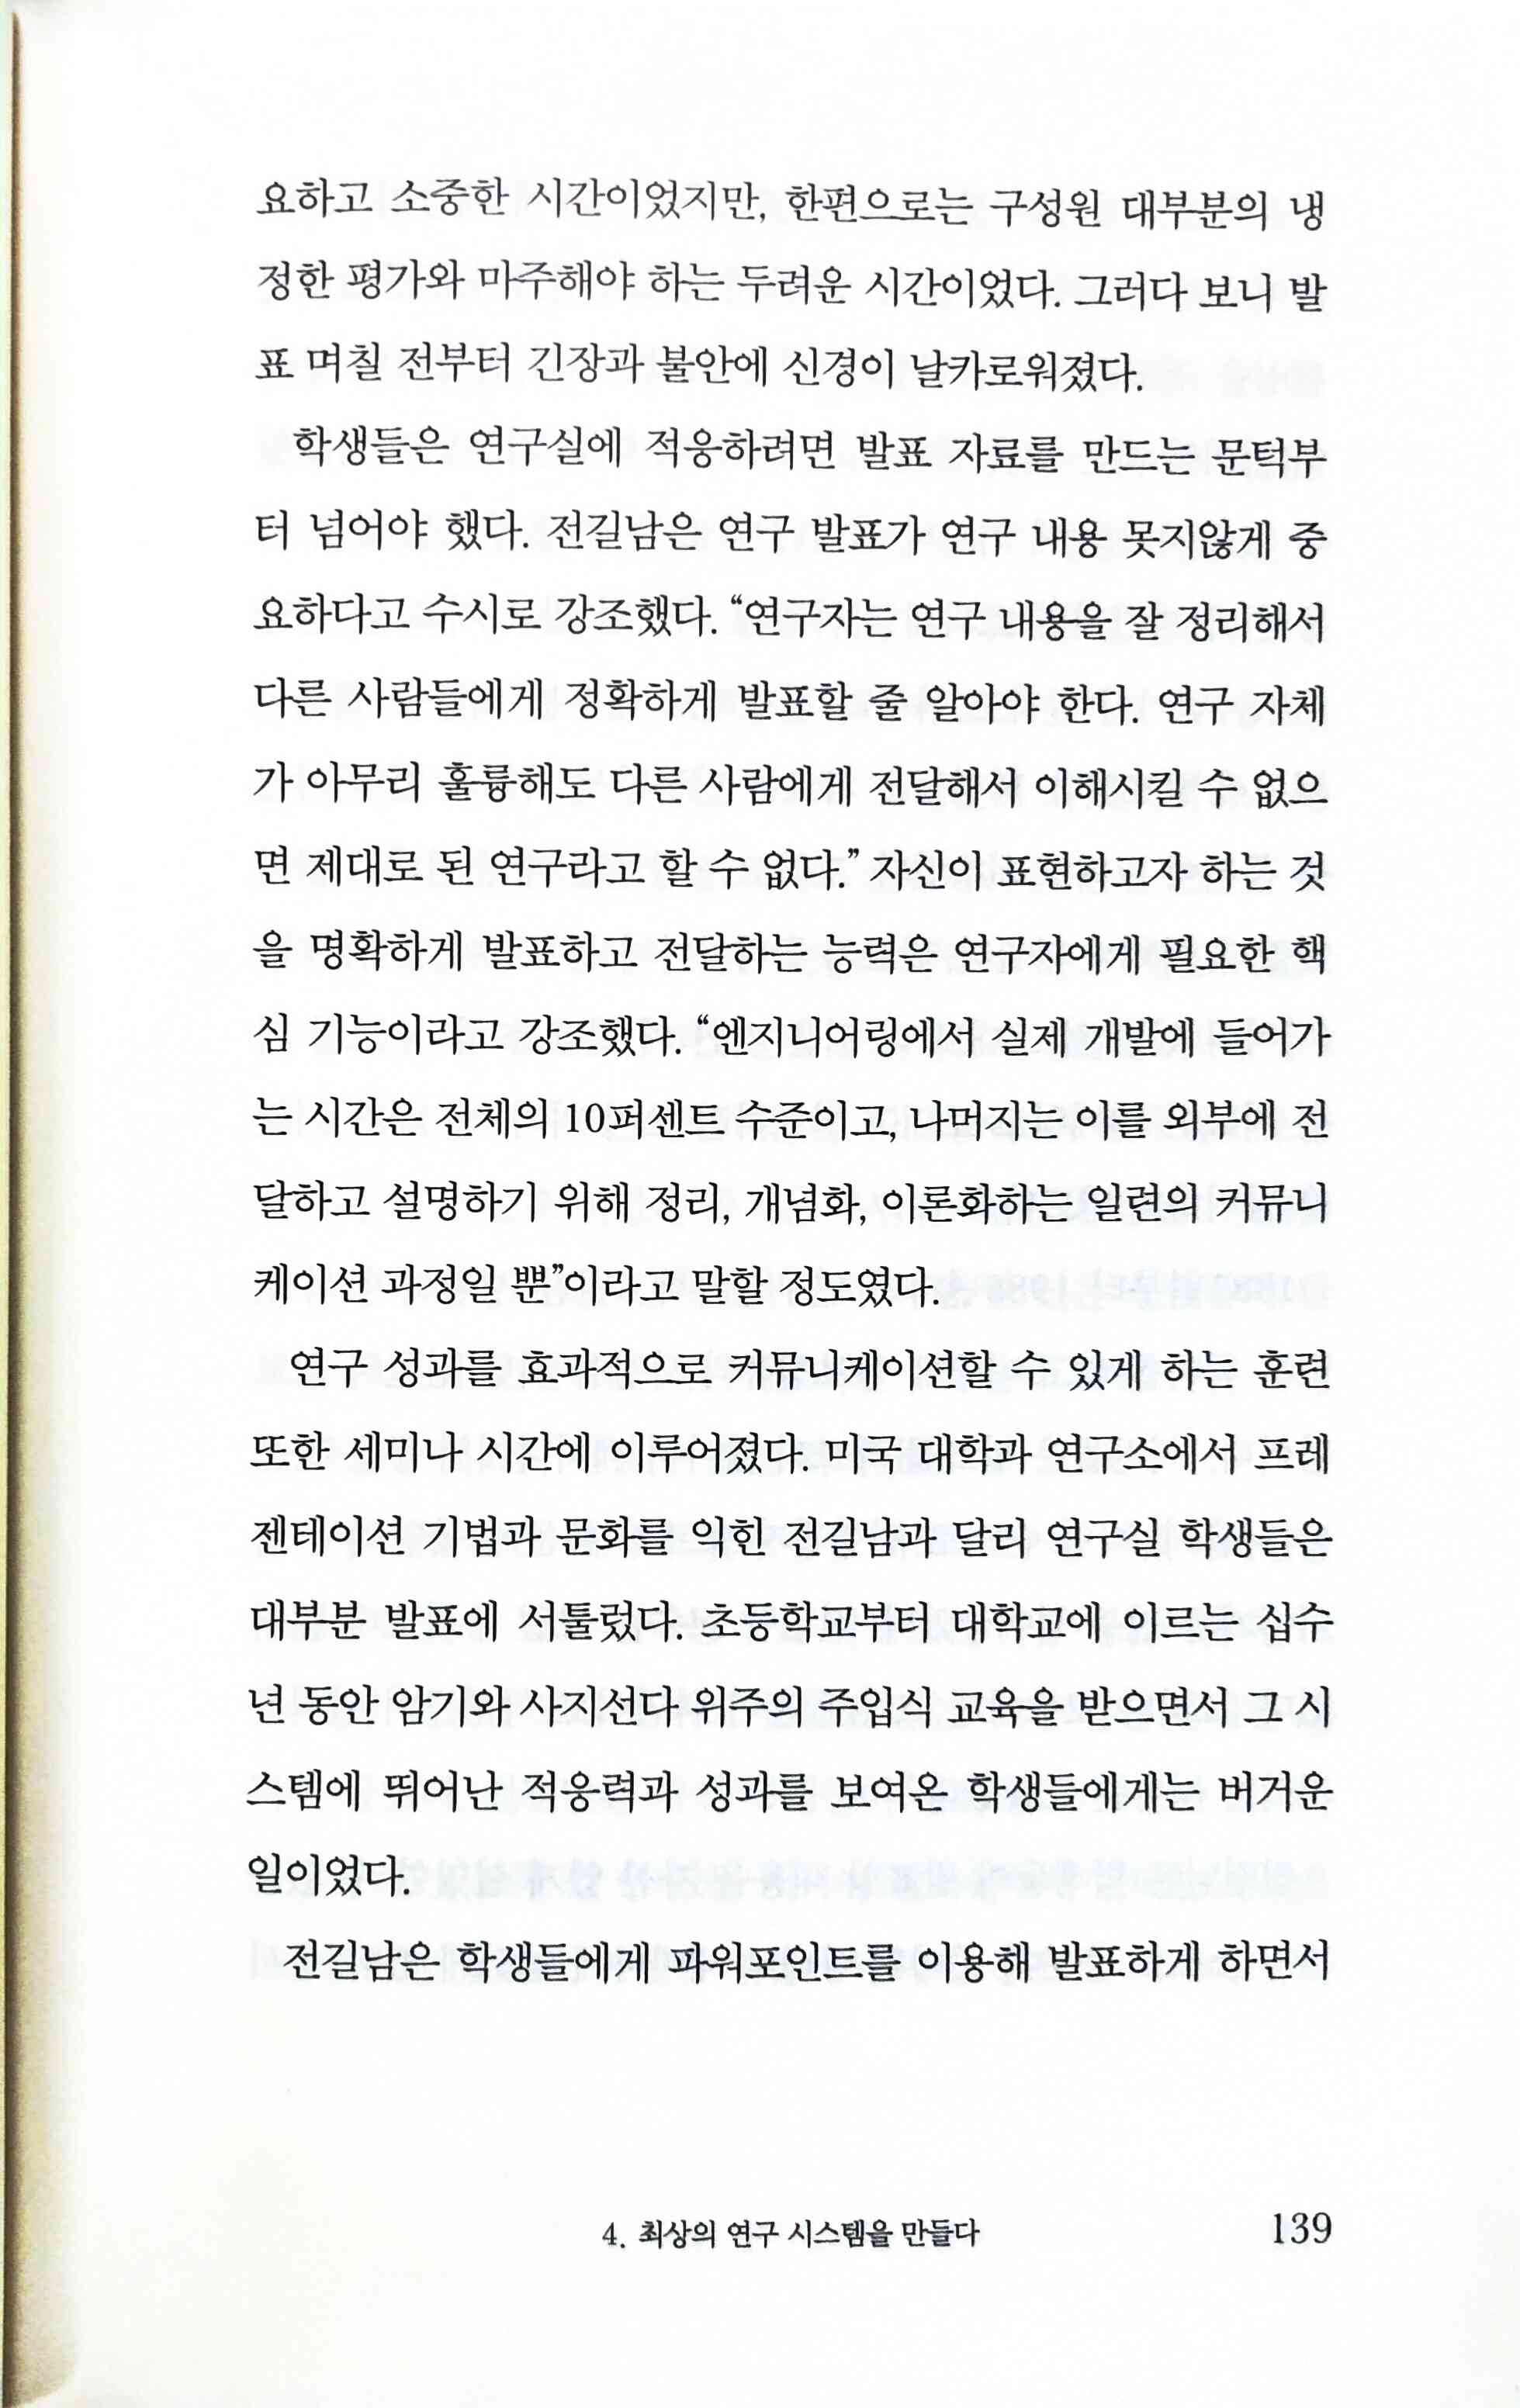 요하고 소중한 시간이었지만, 한편으로는 구성원 대부분의 냉
정한 평가와 마주해야 하는 두려운 시간이었다. 그러다 보니 발
표 며칠 전부터 긴장과 불안에 신경이 날카로워졌다.
학생들은 연구실에 적응하려면 발표 자료를 만드는 문턱부
터 넘어야 했다. 전길남은 연구 발표가 연구 내용 못지않게 중
요하다고 수시로 강조했다. “연구자는 연구 내용을 잘 정리해서
다른 사람들에게 정확하게 발표할 줄 알아야 한다. 연구 자체
가 아무리 훌륭해도 다른 사람에게 전달해서 이해시킬 수 없으
면 제대로 된 연구라고 할 수 없다.” 자신이 표현하고자 하는 것
을 명확하게 발표하고 전달하는 능력은 연구자에게 필요한 핵
심 기능이라고 강조했다. “엔지니어링에서 실제 개발에 들어가
는 시간은 전체의 10퍼센트 수준이고, 나머지는 이를 외부에 전
달하고 설명하기 위해 정리, 개념화, 이론화하는 일련의 커뮤니
케이션 과정일 뿐”이라고 말할 정도였다.
연구 성과를 효과적으로 커뮤니케이션할 수 있게 하는 훈련
또한 세미나 시간에 이루어졌다. 미국 대학과 연구소에서 프레
젠테이션 기법과 문화를 익힌 전길남과 달리 연구실 학생들은
대부분 발표에 서툴렀다. 초등학교부터 대학교에 이르는 십수
년 동안 암기와 사지선다 위주의 주입식 교육을 받으면서 그 시
스템에 뛰어난 적응력과 성과를 보여온 학생들에게는 버거운
일이었다.
전길남은 학생들에게 파워포인트를 이용해 발표하게 하면서
4. 최상의 연구 시스템을 만들다
139